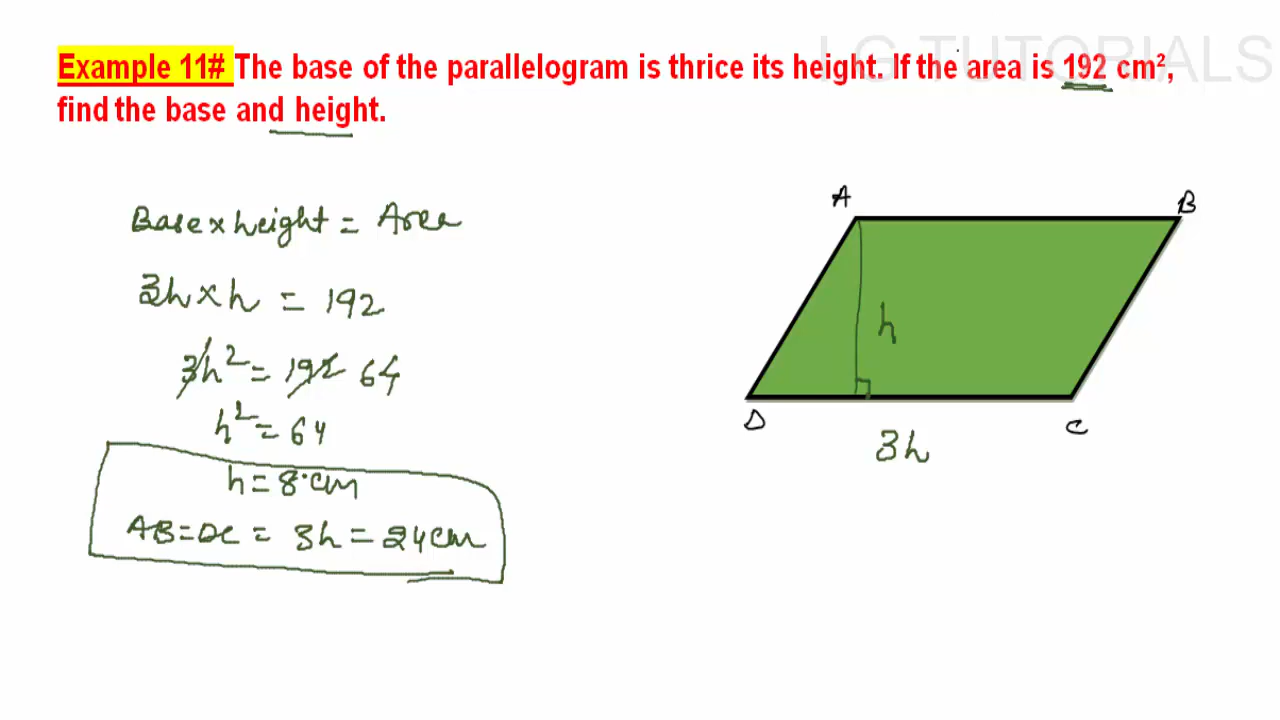 LG TUTORIALS
Example 11# The base of the parallelogram is thrice its height. If the area is 192 cm²,
find the base and height.
Base × height = Area
3h × h = 192
3h² = 192 64
h² = 64
h = 8 cm
AB = DC = 3h = 24 cm
A
B
h
D
C
3h